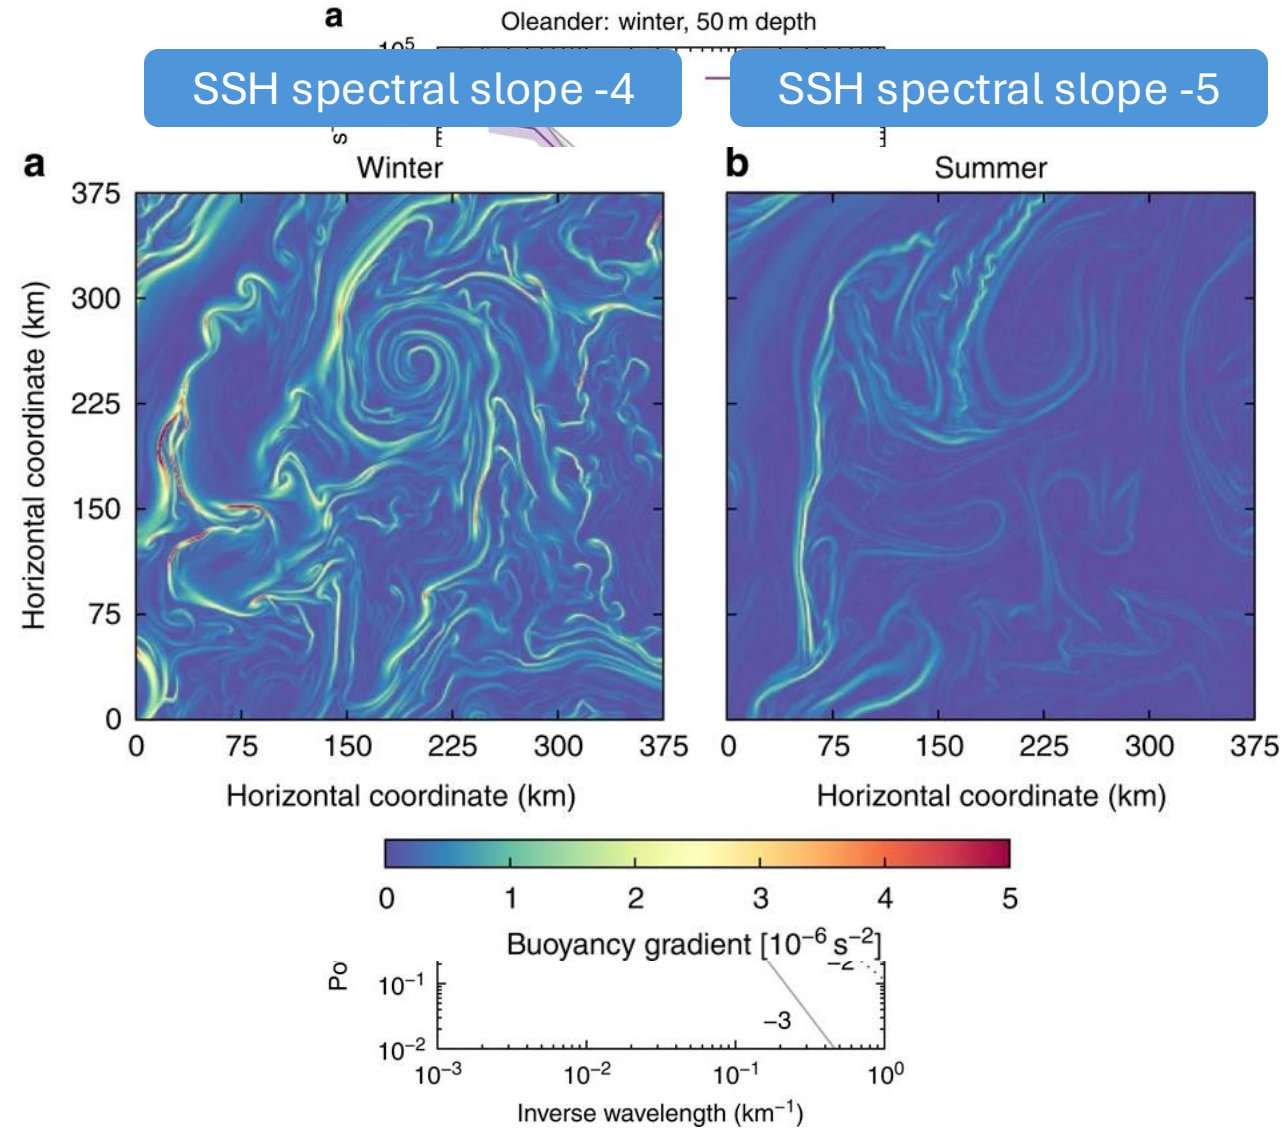 a
Oleander: winter, 50 m depth
10⁵
SSH spectral slope -4
SSH spectral slope -5
s
a
Winter
b
Summer
375
300
225
150
75
0
Horizontal coordinate (km)
0 75 150 225 300 375
0 75 150 225 300 375
Horizontal coordinate (km)
Horizontal coordinate (km)
0 1 2 3 4 5
Buoyancy gradient [10⁻⁶ s⁻²]
Po
10⁻¹
−2
−3
10⁻²
10⁻³ 10⁻² 10⁻¹ 10⁰
Inverse wavelength (km⁻¹)